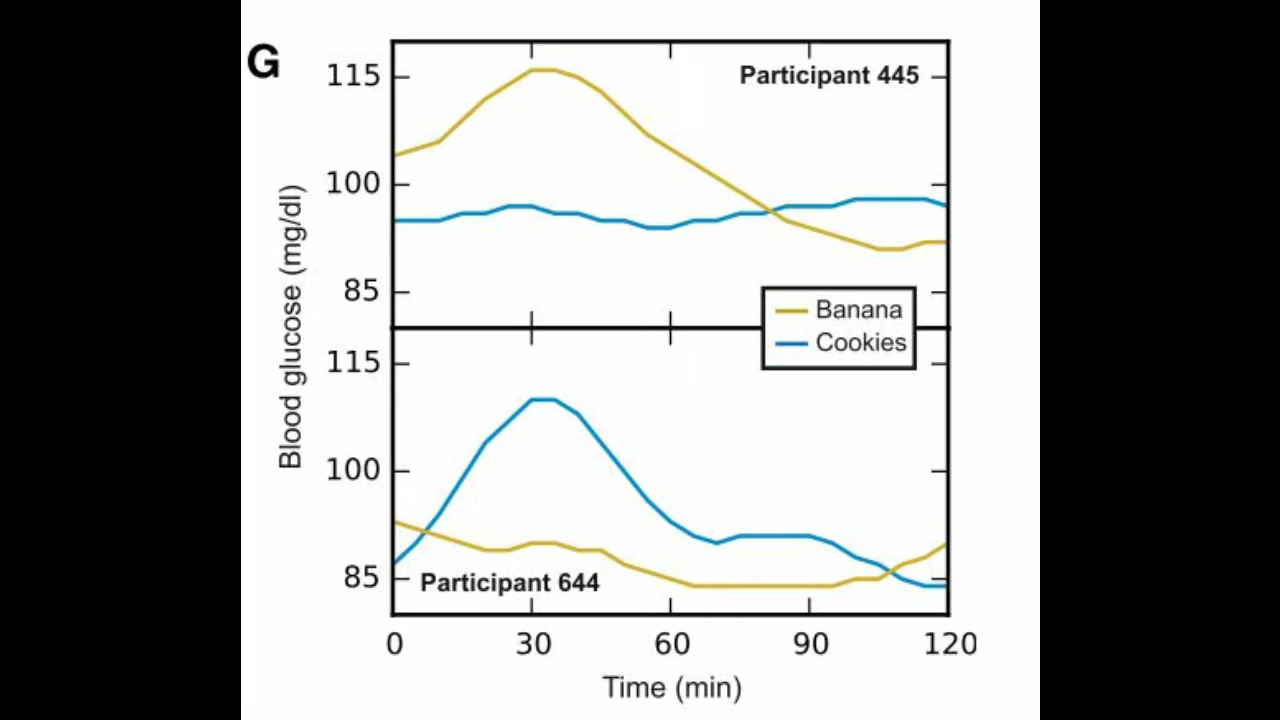 G
Participant 445
115
100
85
Blood glucose (mg/dl)
Banana
Cookies
115
100
85
Participant 644
0 30 60 90 120
Time (min)